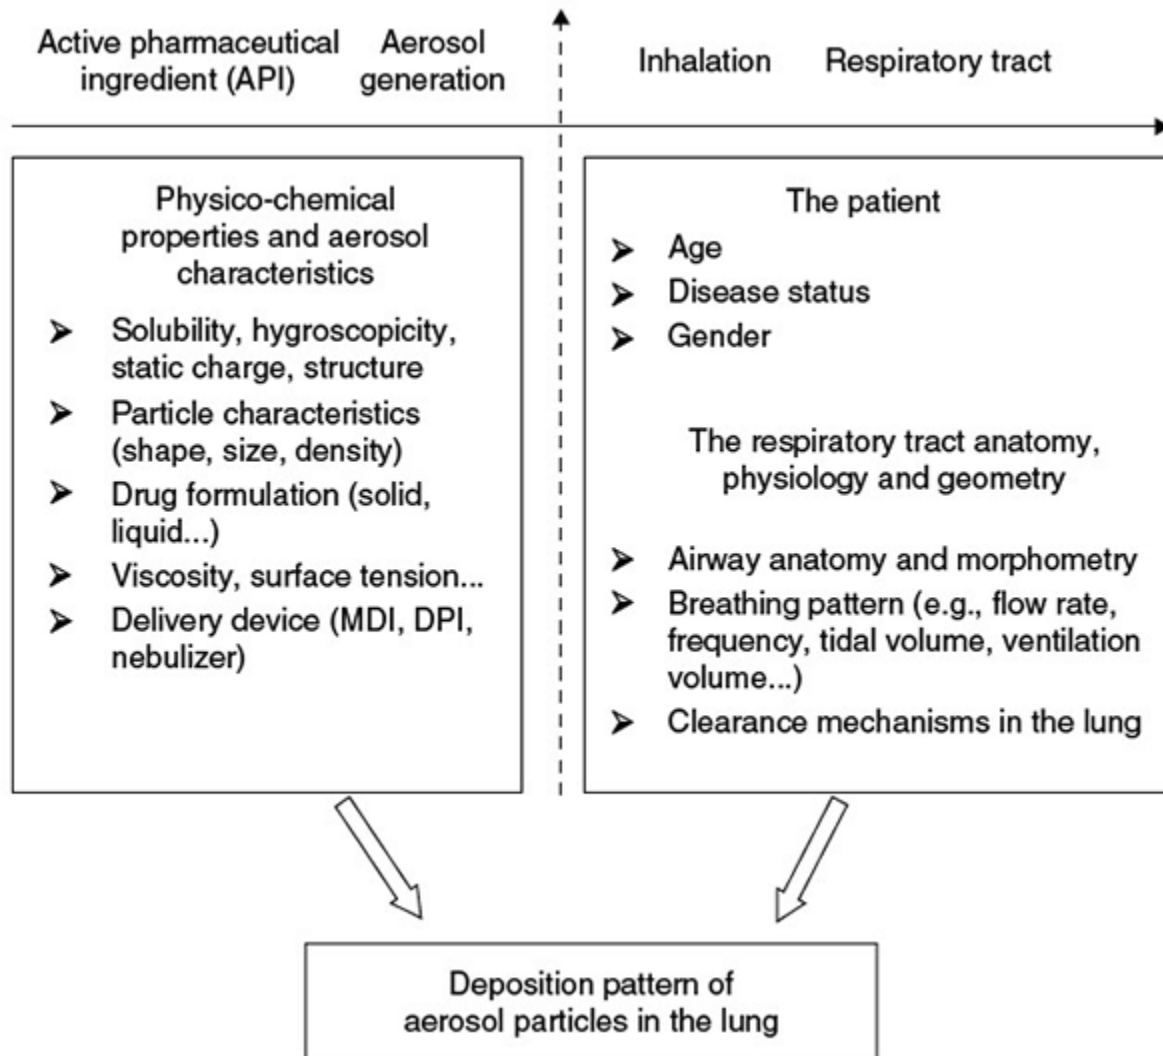 Active pharmaceutical
ingredient (API)
Aerosol
generation
Inhalation
Respiratory tract
Physico-chemical
properties and aerosol
characteristics
➢ Solubility, hygroscopicity,
static charge, structure
➢ Particle characteristics
(shape, size, density)
➢ Drug formulation (solid,
liquid...)
➢ Viscosity, surface tension...
➢ Delivery device (MDI, DPI,
nebulizer)
The patient
➢ Age
➢ Disease status
➢ Gender
The respiratory tract anatomy,
physiology and geometry
➢ Airway anatomy and morphometry
➢ Breathing pattern (e.g., flow rate,
frequency, tidal volume, ventilation
volume...)
➢ Clearance mechanisms in the lung
Deposition pattern of
aerosol particles in the lung